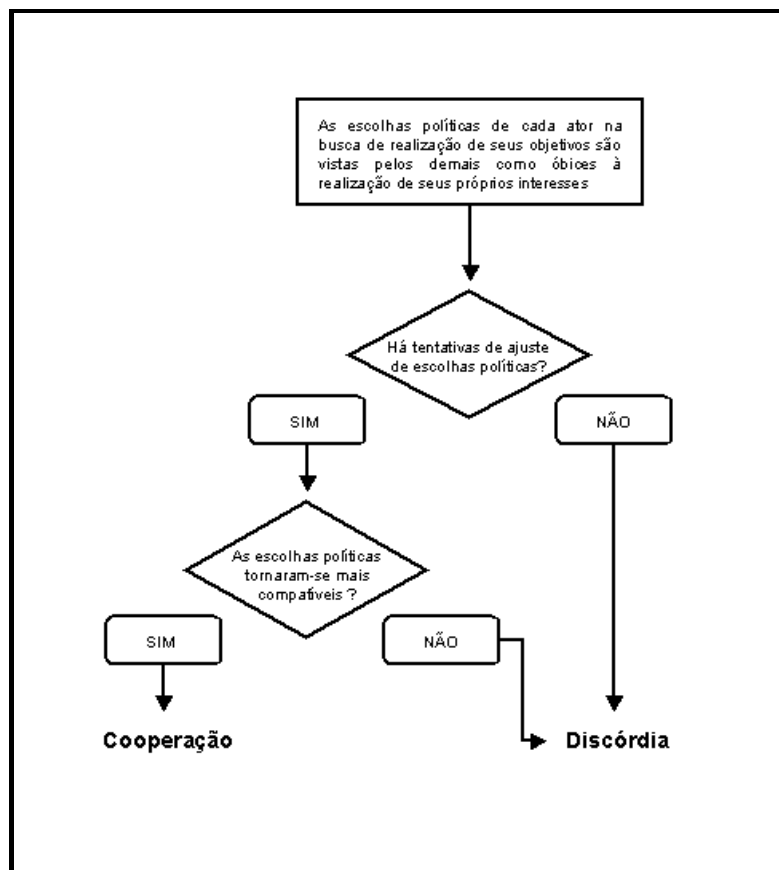 As escolhas políticas de cada ator na
busca de realização de seus objetivos são
vistas pelos demais como óbices à
realização de seus próprios interesses
Há tentativas de ajuste
de escolhas políticas?
SIM
NÃO
As escolhas políticas
tornaram-se mais
compatíveis ?
SIM
NÃO
Cooperação
Discórdia